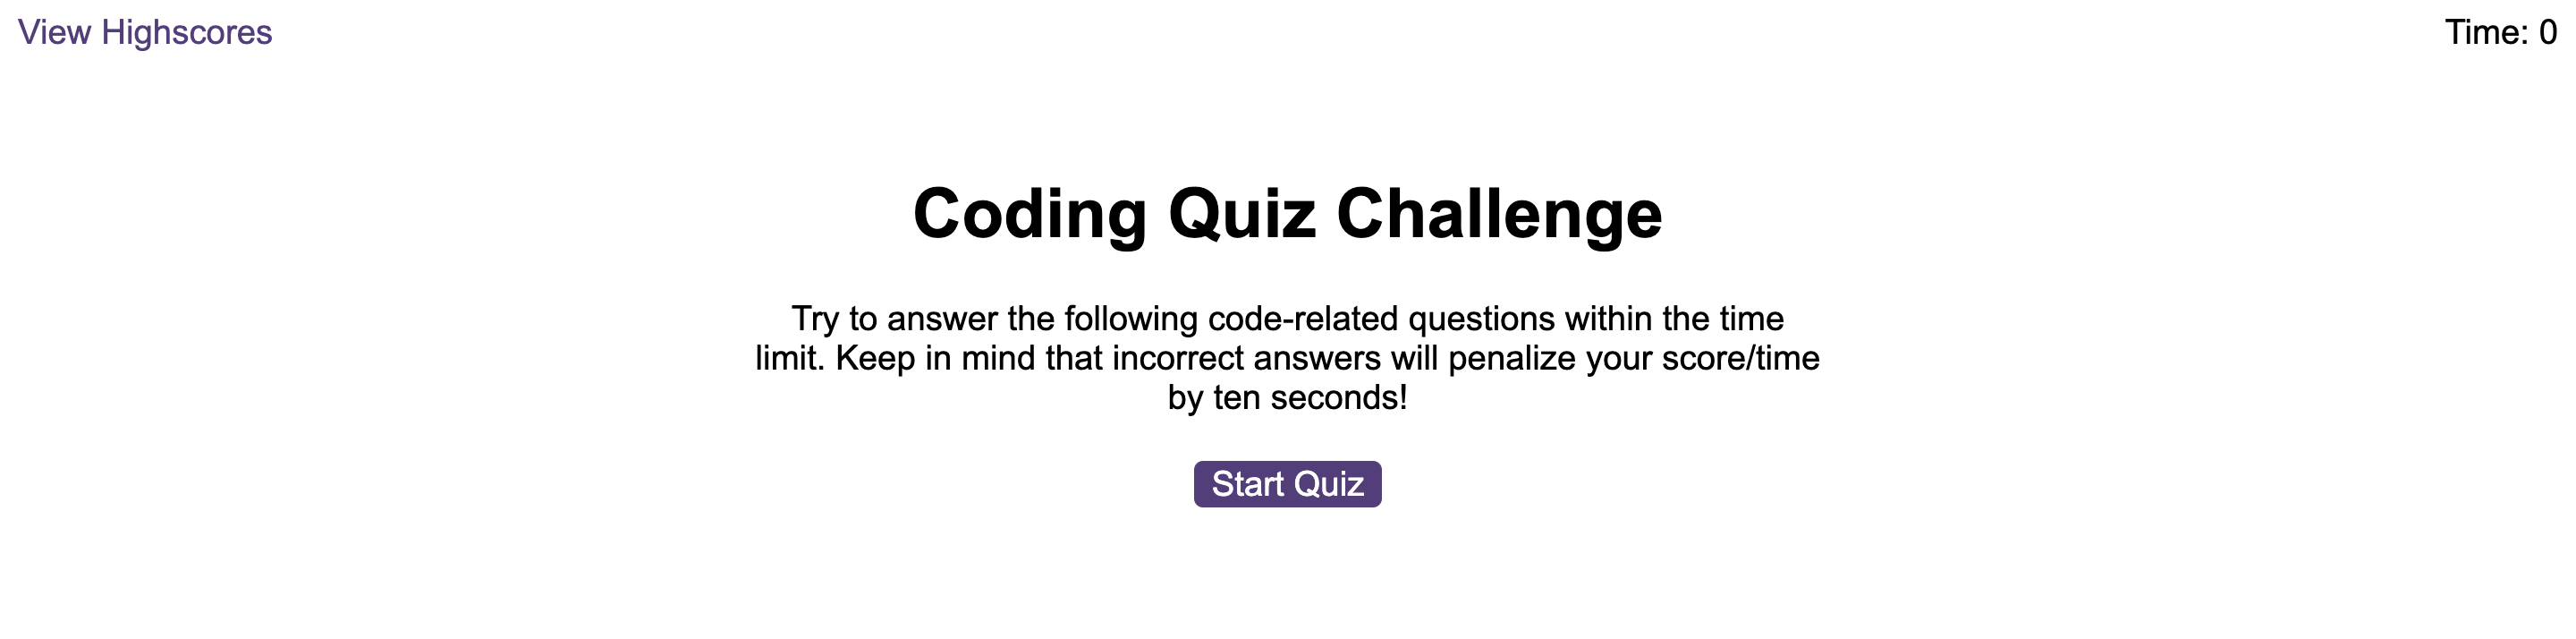 View Highscores
Time: 0
Coding Quiz Challenge
Try to answer the following code-related questions within the time
limit. Keep in mind that incorrect answers will penalize your score/time
by ten seconds!
Start Quiz